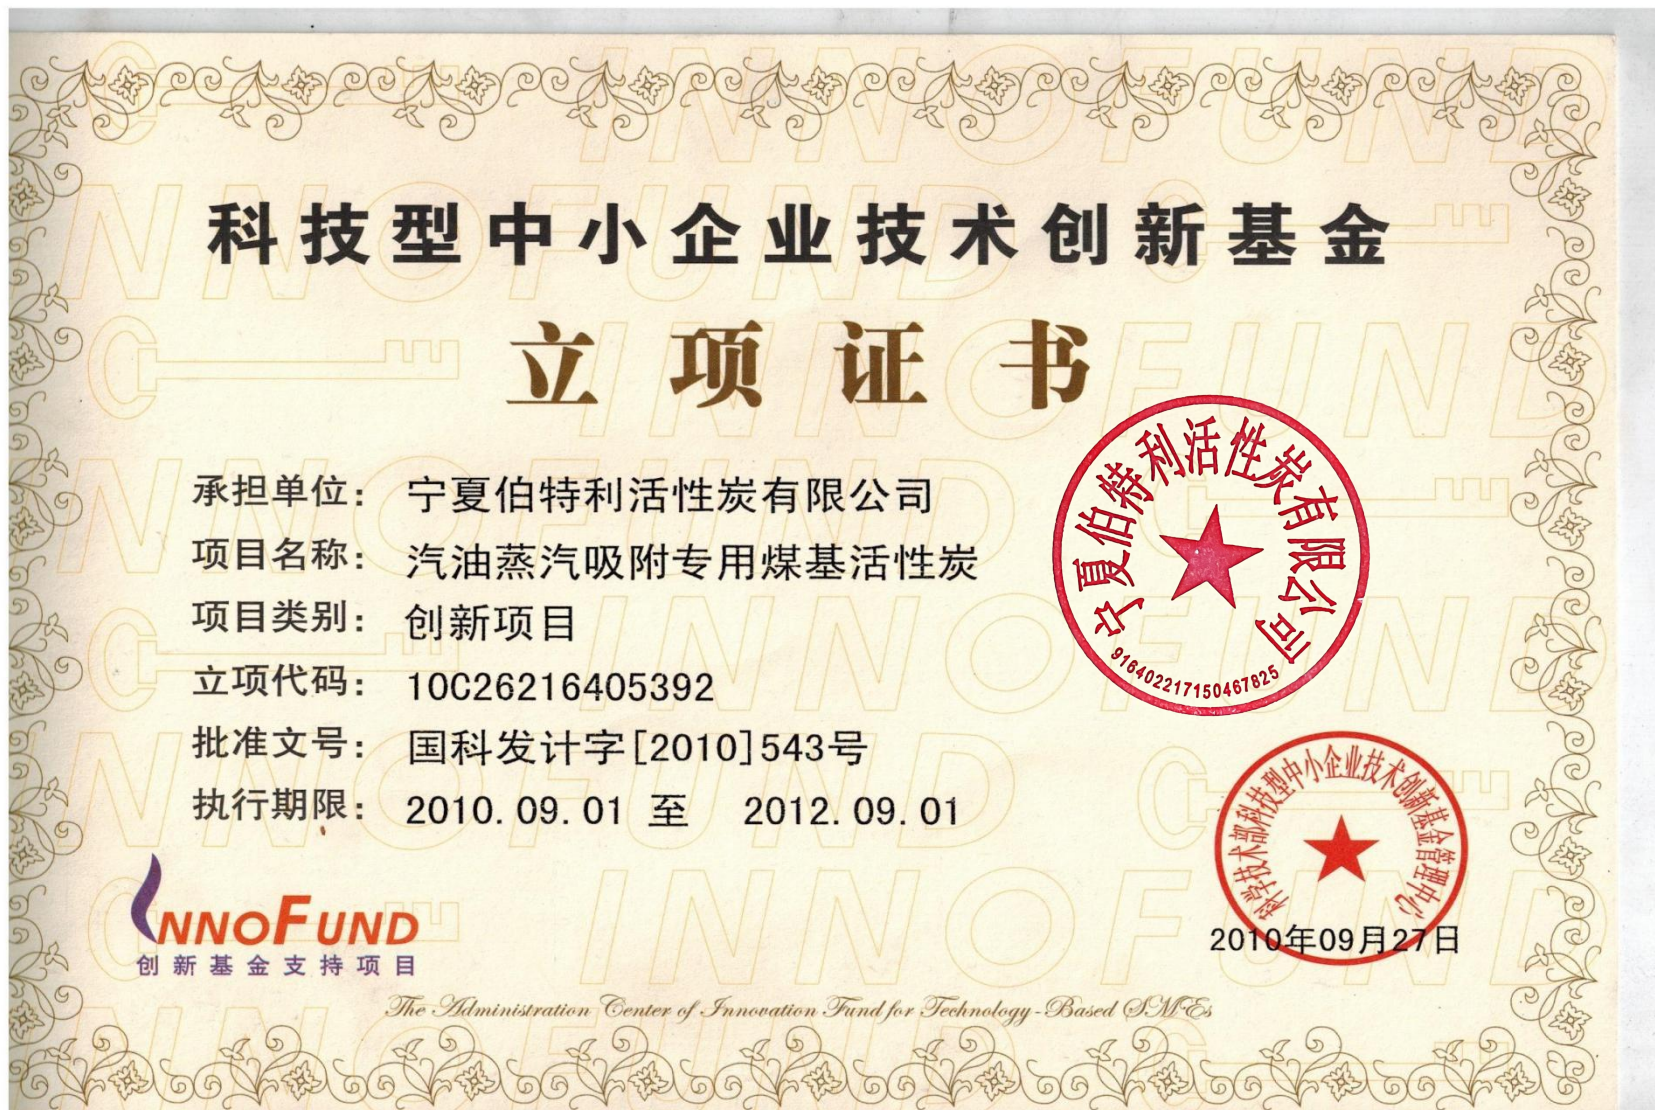 科技型中小企业技术创新基金
立项证书
承担单位： 宁夏伯特利活性炭有限公司
项目名称： 汽油蒸汽吸附专用煤基活性炭
项目类别： 创新项目
立项代码： 10C26216405392
批准文号： 国科发计字[2010]543号
执行期限： 2010.09.01 至 2012.09.01
宁夏伯特利活性炭有限公司
916402217150467825
科学技术部科技型中小企业技术创新基金管理中心
2010年09月27日
INNOFUND
创新基金支持项目
The Administration Center of Innovation Fund for Technology-Based SMEs